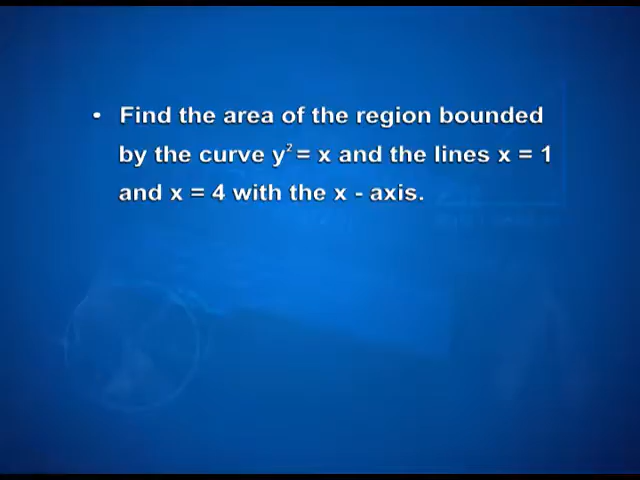 • Find the area of the region bounded
by the curve y² = x and the lines x = 1
and x = 4 with the x - axis.